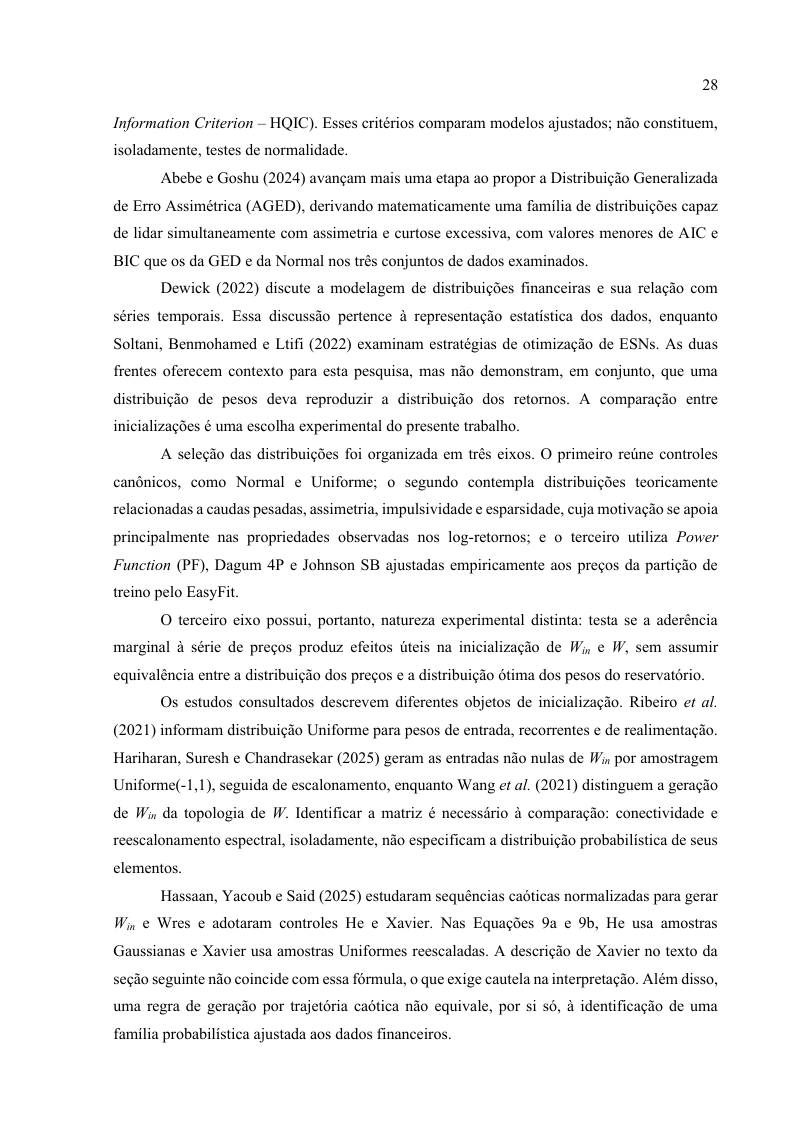 28
Information Criterion – HQIC). Esses critérios comparam modelos ajustados; não constituem,
isoladamente, testes de normalidade.
Abebe e Goshu (2024) avançam mais uma etapa ao propor a Distribuição Generalizada
de Erro Assimétrica (AGED), derivando matematicamente uma família de distribuições capaz
de lidar simultaneamente com assimetria e curtose excessiva, com valores menores de AIC e
BIC que os da GED e da Normal nos três conjuntos de dados examinados.
Dewick (2022) discute a modelagem de distribuições financeiras e sua relação com
séries temporais. Essa discussão pertence à representação estatística dos dados, enquanto
Soltani, Benmohamed e Ltifi (2022) examinam estratégias de otimização de ESNs. As duas
frentes oferecem contexto para esta pesquisa, mas não demonstram, em conjunto, que uma
distribuição de pesos deva reproduzir a distribuição dos retornos. A comparação entre
inicializações é uma escolha experimental do presente trabalho.
A seleção das distribuições foi organizada em três eixos. O primeiro reúne controles
canônicos, como Normal e Uniforme; o segundo contempla distribuições teoricamente
relacionadas a caudas pesadas, assimetria, impulsividade e esparsidade, cuja motivação se apoia
principalmente nas propriedades observadas nos log-retornos; e o terceiro utiliza Power
Function (PF), Dagum 4P e Johnson SB ajustadas empiricamente aos preços da partição de
treino pelo EasyFit.
O terceiro eixo possui, portanto, natureza experimental distinta: testa se a aderência
marginal à série de preços produz efeitos úteis na inicialização de Win e W, sem assumir
equivalência entre a distribuição dos preços e a distribuição ótima dos pesos do reservatório.
Os estudos consultados descrevem diferentes objetos de inicialização. Ribeiro et al.
(2021) informam distribuição Uniforme para pesos de entrada, recorrentes e de realimentação.
Hariharan, Suresh e Chandrasekar (2025) geram as entradas não nulas de Win por amostragem
Uniforme(-1,1), seguida de escalonamento, enquanto Wang et al. (2021) distinguem a geração
de Win da topologia de W. Identificar a matriz é necessário à comparação: conectividade e
reescalonamento espectral, isoladamente, não especificam a distribuição probabilística de seus
elementos.
Hassaan, Yacoub e Said (2025) estudaram sequências caóticas normalizadas para gerar
Win e Wres e adotaram controles He e Xavier. Nas Equações 9a e 9b, He usa amostras
Gaussianas e Xavier usa amostras Uniformes reescaladas. A descrição de Xavier no texto da
seção seguinte não coincide com essa fórmula, o que exige cautela na interpretação. Além disso,
uma regra de geração por trajetória caótica não equivale, por si só, à identificação de uma
família probabilística ajustada aos dados financeiros.